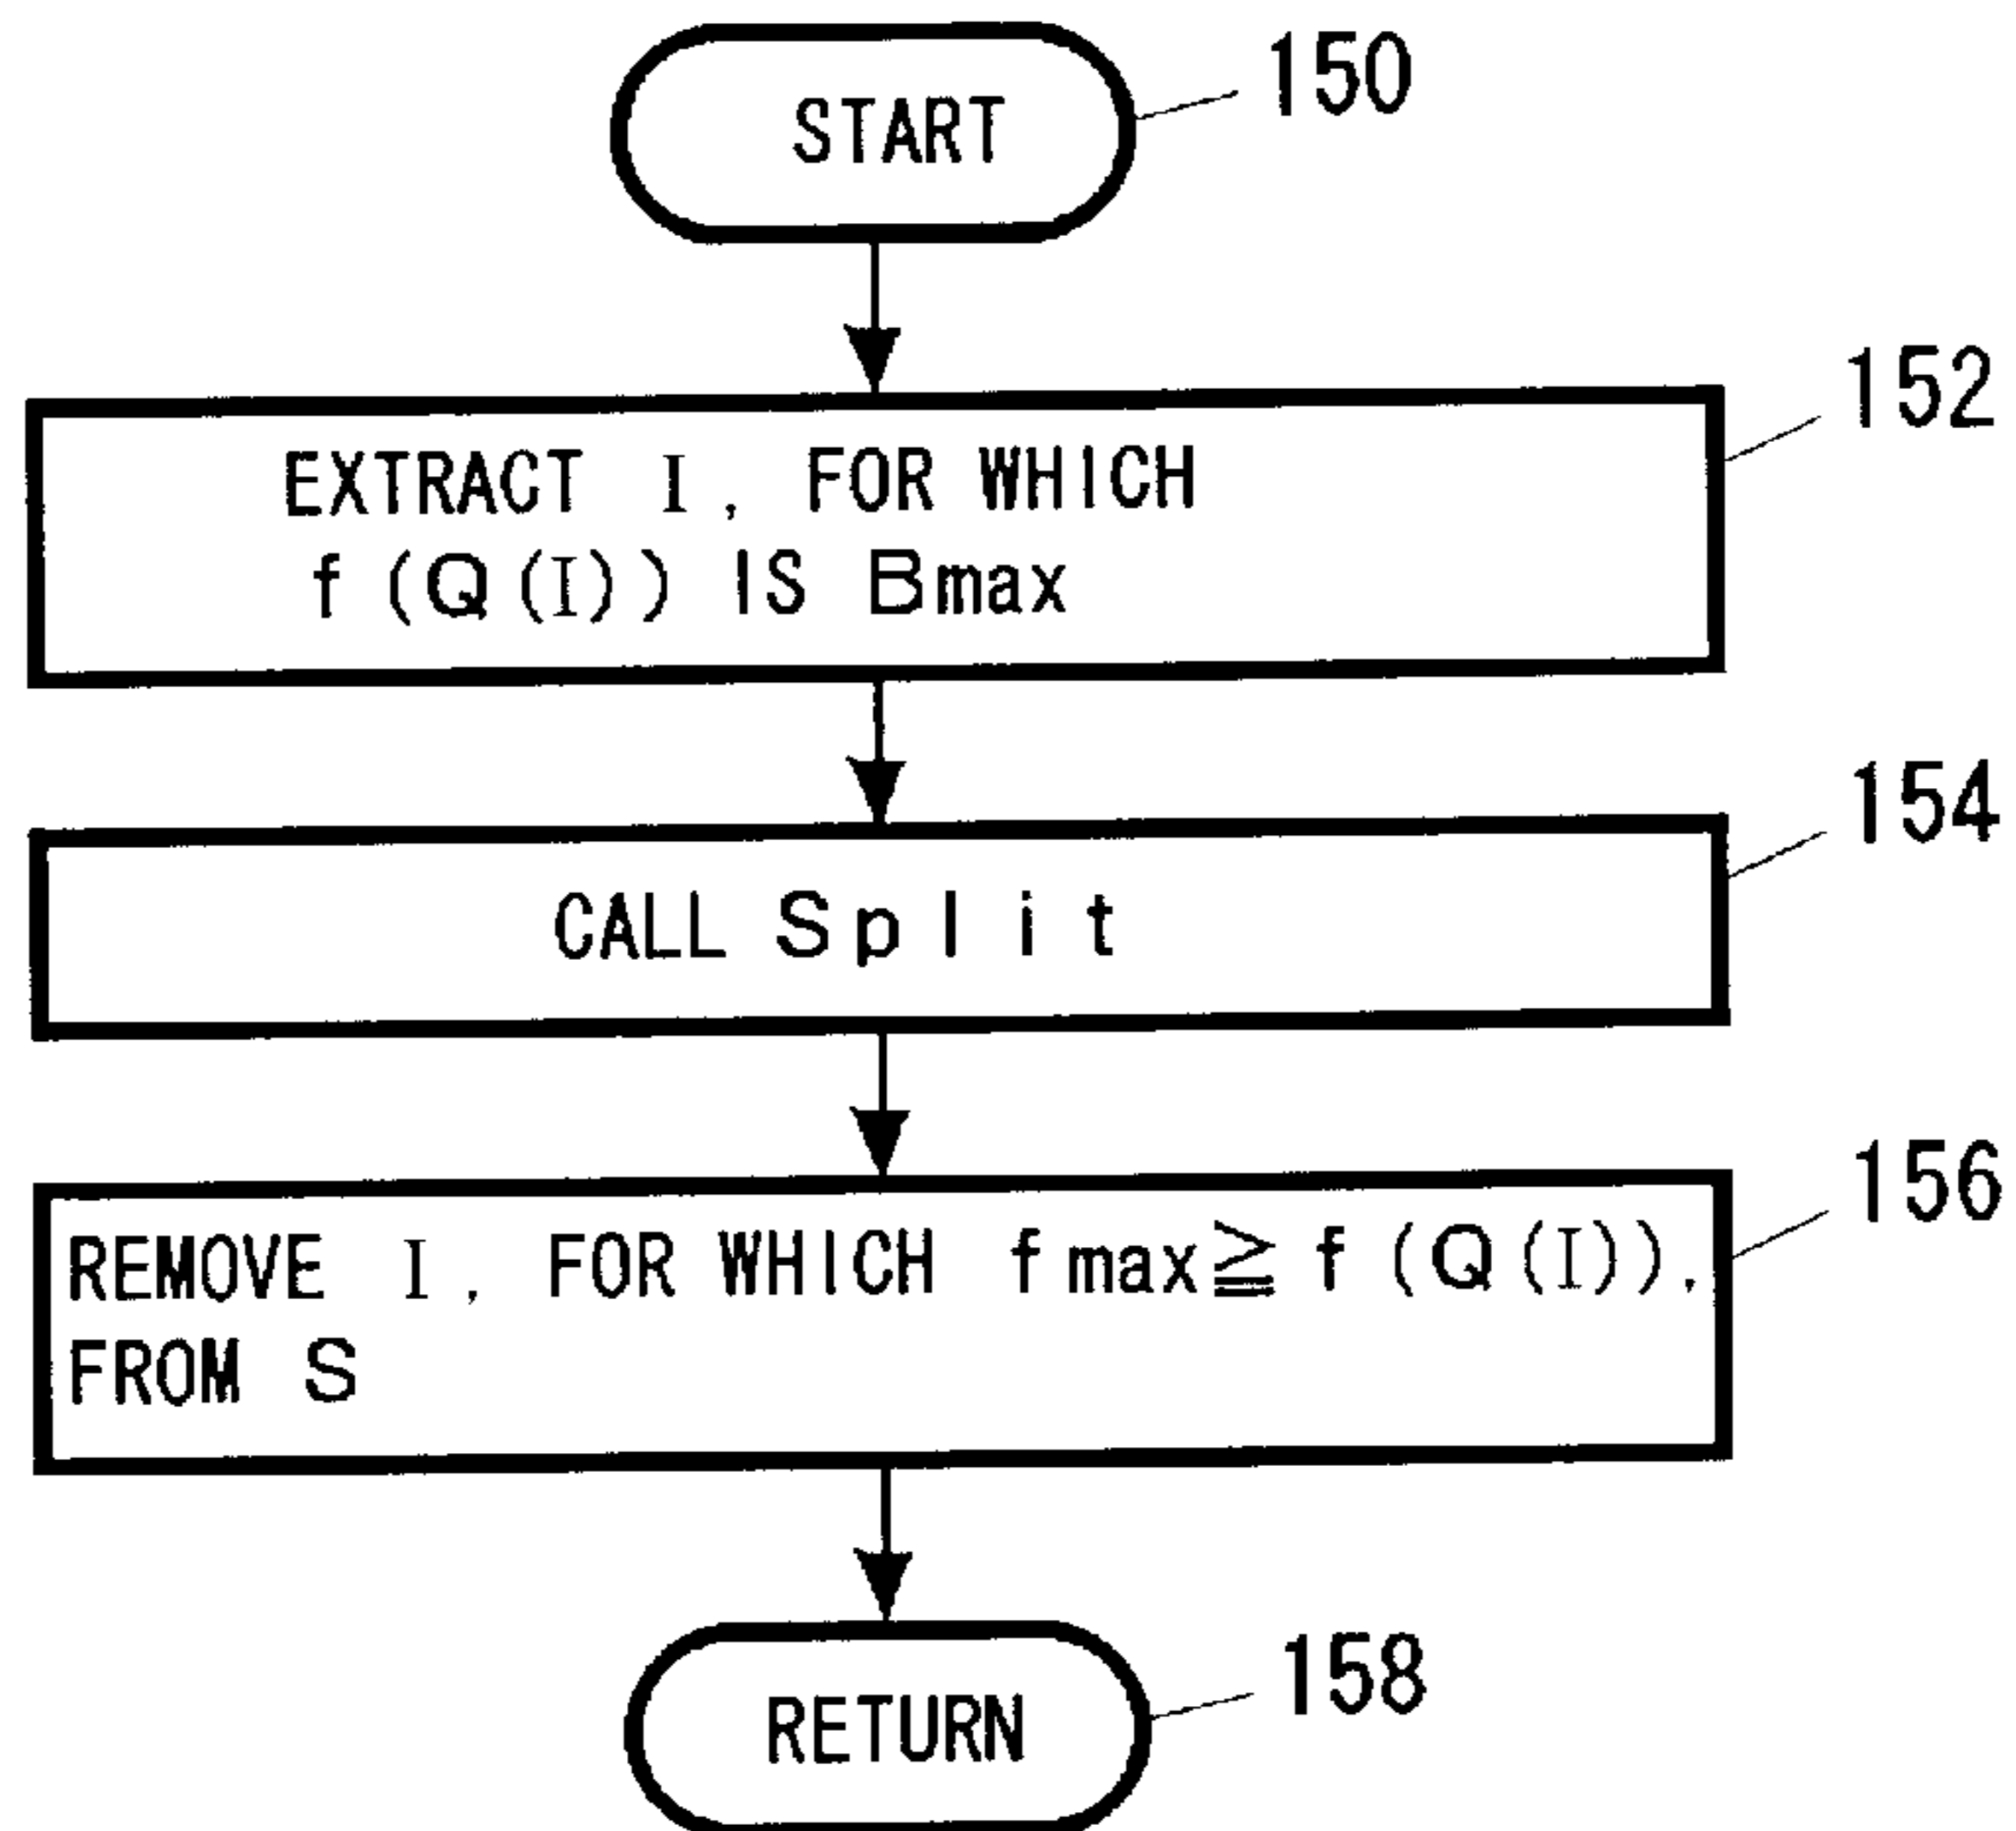 START
150
152
EXTRACT I, FOR WHICH
f (Q (I)) IS Bmax
154
CALL Split
156
REMOVE I, FOR WHICH fmax≧ f (Q (I)),
FROM S
158
RETURN